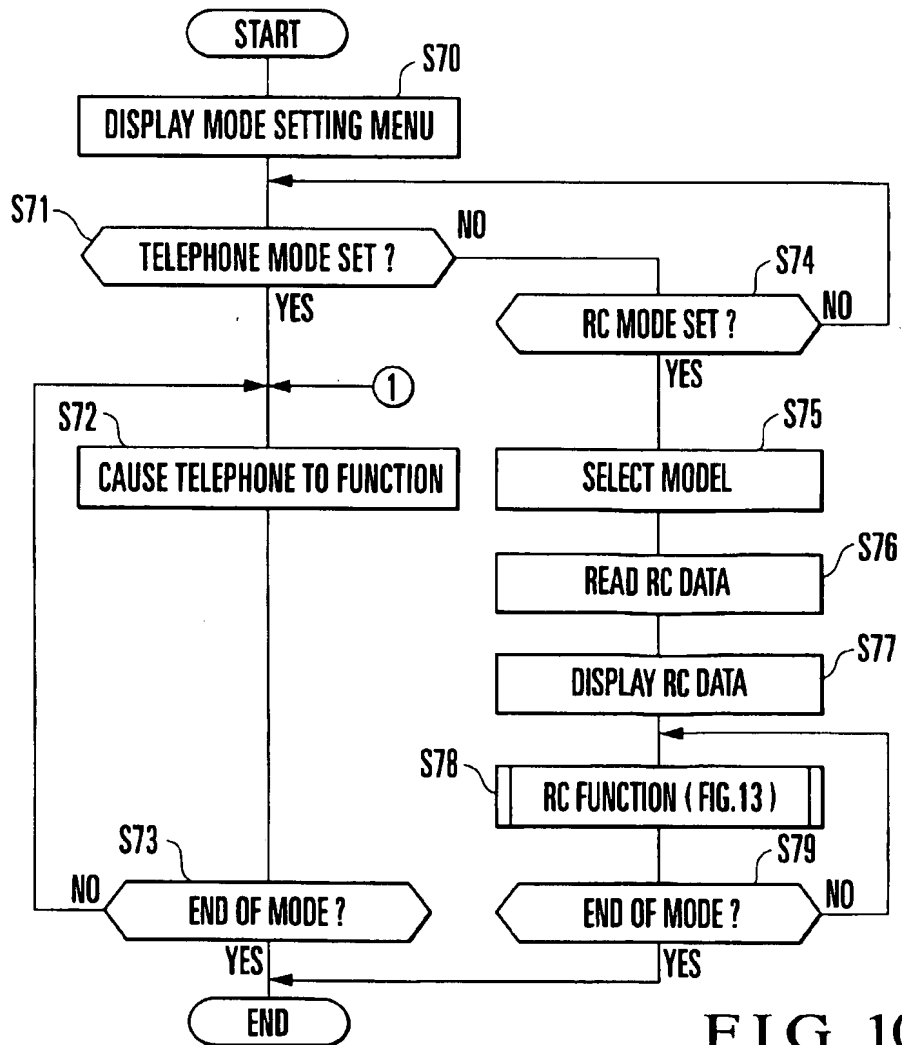 START
S70
DISPLAY MODE SETTING MENU
S71
TELEPHONE MODE SET ?
NO
YES
S74
RC MODE SET ?
NO
YES
1
S72
CAUSE TELEPHONE TO FUNCTION
S75
SELECT MODEL
S76
READ RC DATA
S77
DISPLAY RC DATA
S78
RC FUNCTION ( FIG.13 )
S73
NO
END OF MODE ?
YES
S79
END OF MODE ?
NO
YES
END
FIG. 10